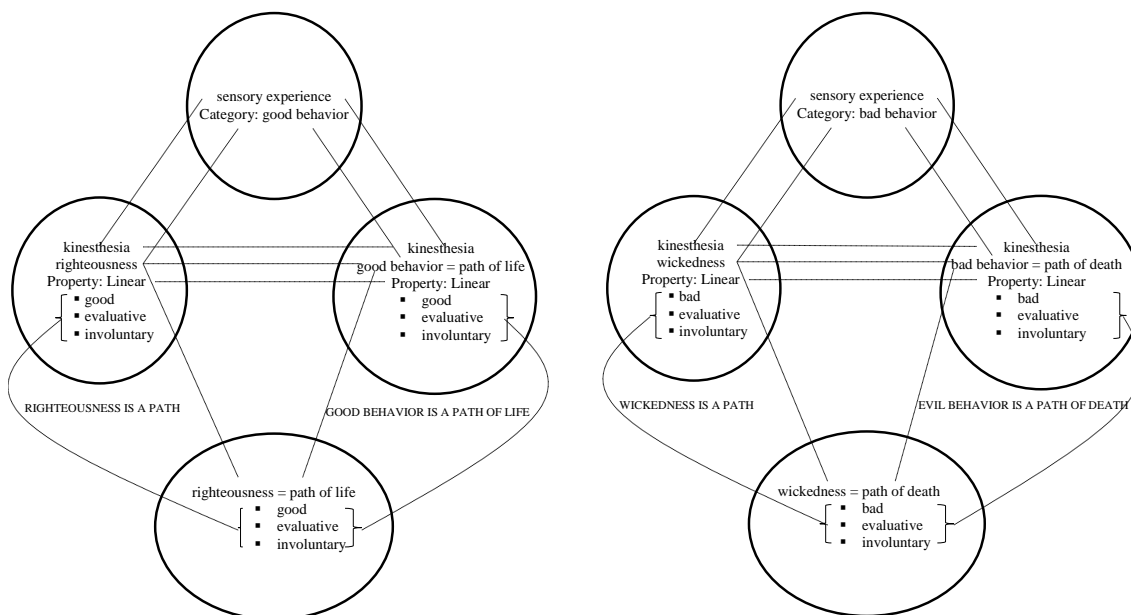 sensory experience
Category: good behavior
kinesthesia
righteousness
Property: Linear
▪ good
▪ evaluative
▪ involuntary
kinesthesia
good behavior = path of life
Property: Linear
▪ good
▪ evaluative
▪ involuntary
RIGHTEOUSNESS IS A PATH
GOOD BEHAVIOR IS A PATH OF LIFE
righteousness = path of life
▪ good
▪ evaluative
▪ involuntary
sensory experience
Category: bad behavior
kinesthesia
wickedness
Property: Linear
▪ bad
▪ evaluative
▪ involuntary
kinesthesia
bad behavior = path of death
Property: Linear
▪ bad
▪ evaluative
▪ involuntary
WICKEDNESS IS A PATH
EVIL BEHAVIOR IS A PATH OF DEATH
wickedness = path of death
▪ bad
▪ evaluative
▪ involuntary